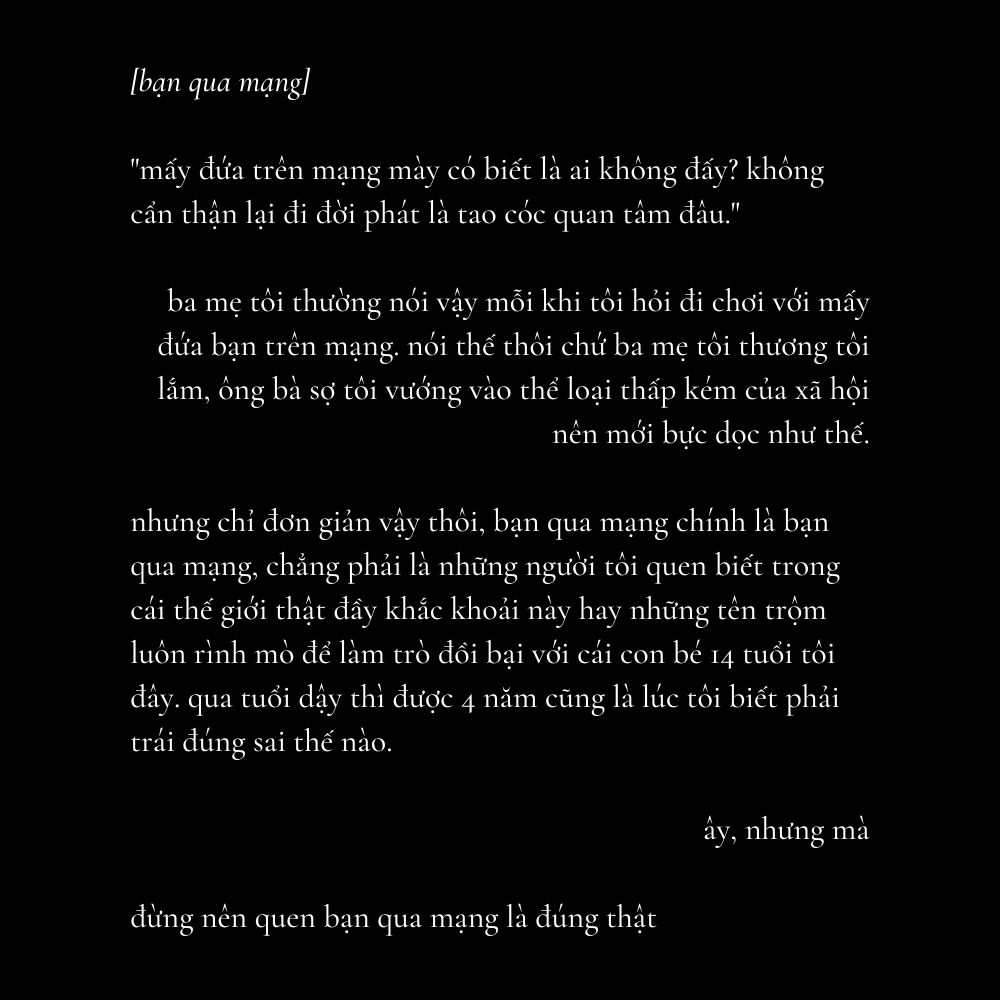 [bạn qua mạng]
"mấy đứa trên mạng mày có biết là ai không đấy? không
cẩn thận lại đi đời phát là tao cóc quan tâm đâu."
ba mẹ tôi thường nói vậy mỗi khi tôi hỏi đi chơi với mấy
đứa bạn trên mạng. nói thế thôi chứ ba mẹ tôi thương tôi
lắm, ông bà sợ tôi vướng vào thể loại thấp kém của xã hội
nên mới bực dọc như thế.
nhưng chỉ đơn giản vậy thôi, bạn qua mạng chính là bạn
qua mạng, chẳng phải là những người tôi quen biết trong
cái thế giới thật đầy khắc khoải này hay những tên trộm
luôn rình mò để làm trò đồi bại với cái con bé 14 tuổi tôi
đây. qua tuổi dậy thì được 4 năm cũng là lúc tôi biết phải
trái đúng sai thế nào.
ây, nhưng mà
đừng nên quen bạn qua mạng là đúng thật